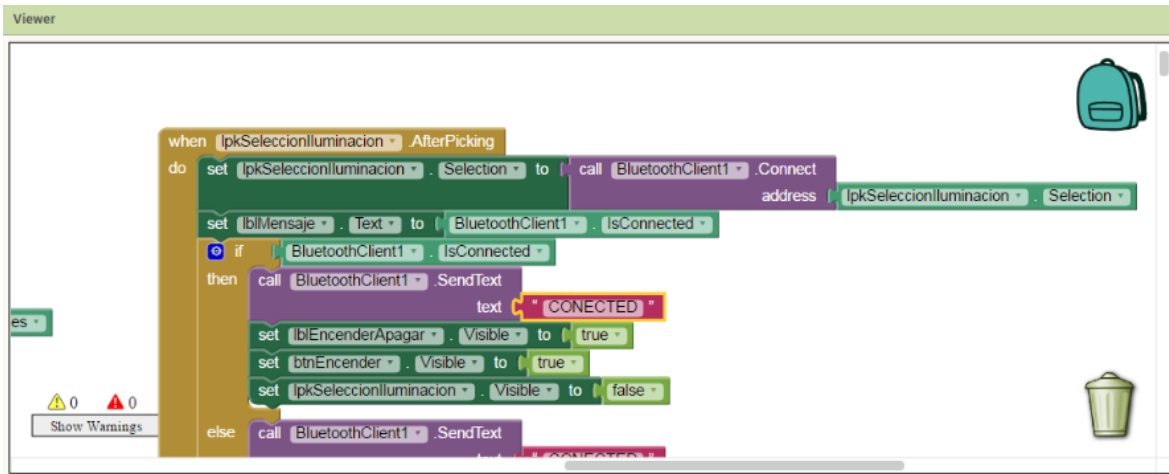 Viewer
when lpkSeleccionIluminacion .AfterPicking
do set lpkSeleccionIluminacion . Selection to call BluetoothClient1 .Connect
address lpkSeleccionIluminacion . Selection
set lblMensaje . Text to BluetoothClient1 . IsConnected
if BluetoothClient1 . IsConnected
then call BluetoothClient1 .SendText
text " CONECTED "
es
set lblEncenderApagar . Visible to true
set btnEncender . Visible to true
set lpkSeleccionIluminacion . Visible to false
0 0
Show Warnings
else call BluetoothClient1 .SendText
text " CONECTED "